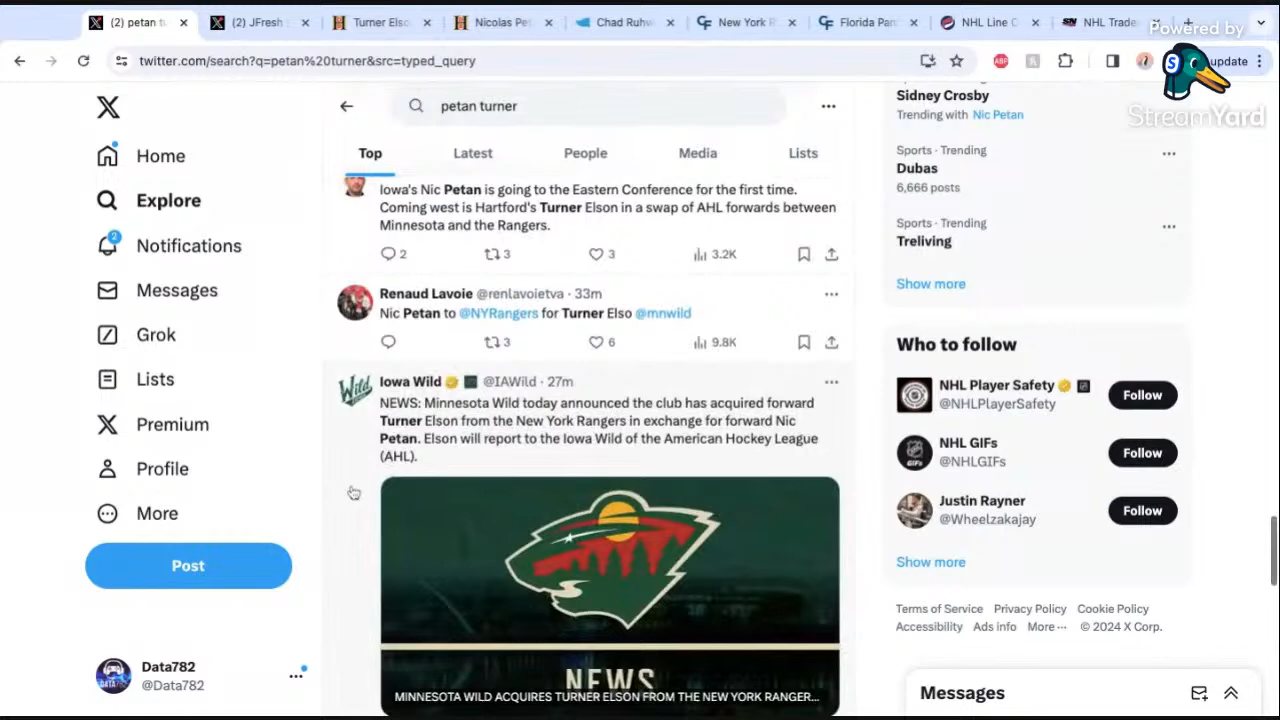 (2) petan tu
(2) JFresh
Turner Else
Nicolas Pet
Chad Ruhw
New York R
Florida Pan
NHL Line C
NHL Trade
Powered by
twitter.com/search?q=petan%20turner&src=typed_query
update
StreamYard
Home
Explore
Notifications
2
Messages
Grok
Lists
Premium
Profile
More
Post
Data782
@Data782
petan turner
Top
Latest
People
Media
Lists
Iowa's Nic Petan is going to the Eastern Conference for the first time.
Coming west is Hartford's Turner Elson in a swap of AHL forwards between
Minnesota and the Rangers.
2
3
3
3.2K
Renaud Lavoie @renlavoietva · 33m
Nic Petan to @NYRangers for Turner Elso @mnwild
3
6
9.8K
Iowa Wild @IAWild · 27m
NEWS: Minnesota Wild today announced the club has acquired forward
Turner Elson from the New York Rangers in exchange for forward Nic
Petan. Elson will report to the Iowa Wild of the American Hockey League
(AHL).
NEWS
MINNESOTA WILD ACQUIRES TURNER ELSON FROM THE NEW YORK RANGER...
Sidney Crosby
Trending with Nic Petan
Sports · Trending
Dubas
6,666 posts
Sports · Trending
Treliving
Show more
Who to follow
NHL Player Safety
@NHLPlayerSafety
Follow
NHL GIFs
@NHLGIFs
Follow
Justin Rayner
@Wheelzakajay
Follow
Show more
Terms of Service Privacy Policy Cookie Policy
Accessibility Ads info More ··· © 2024 X Corp.
Messages